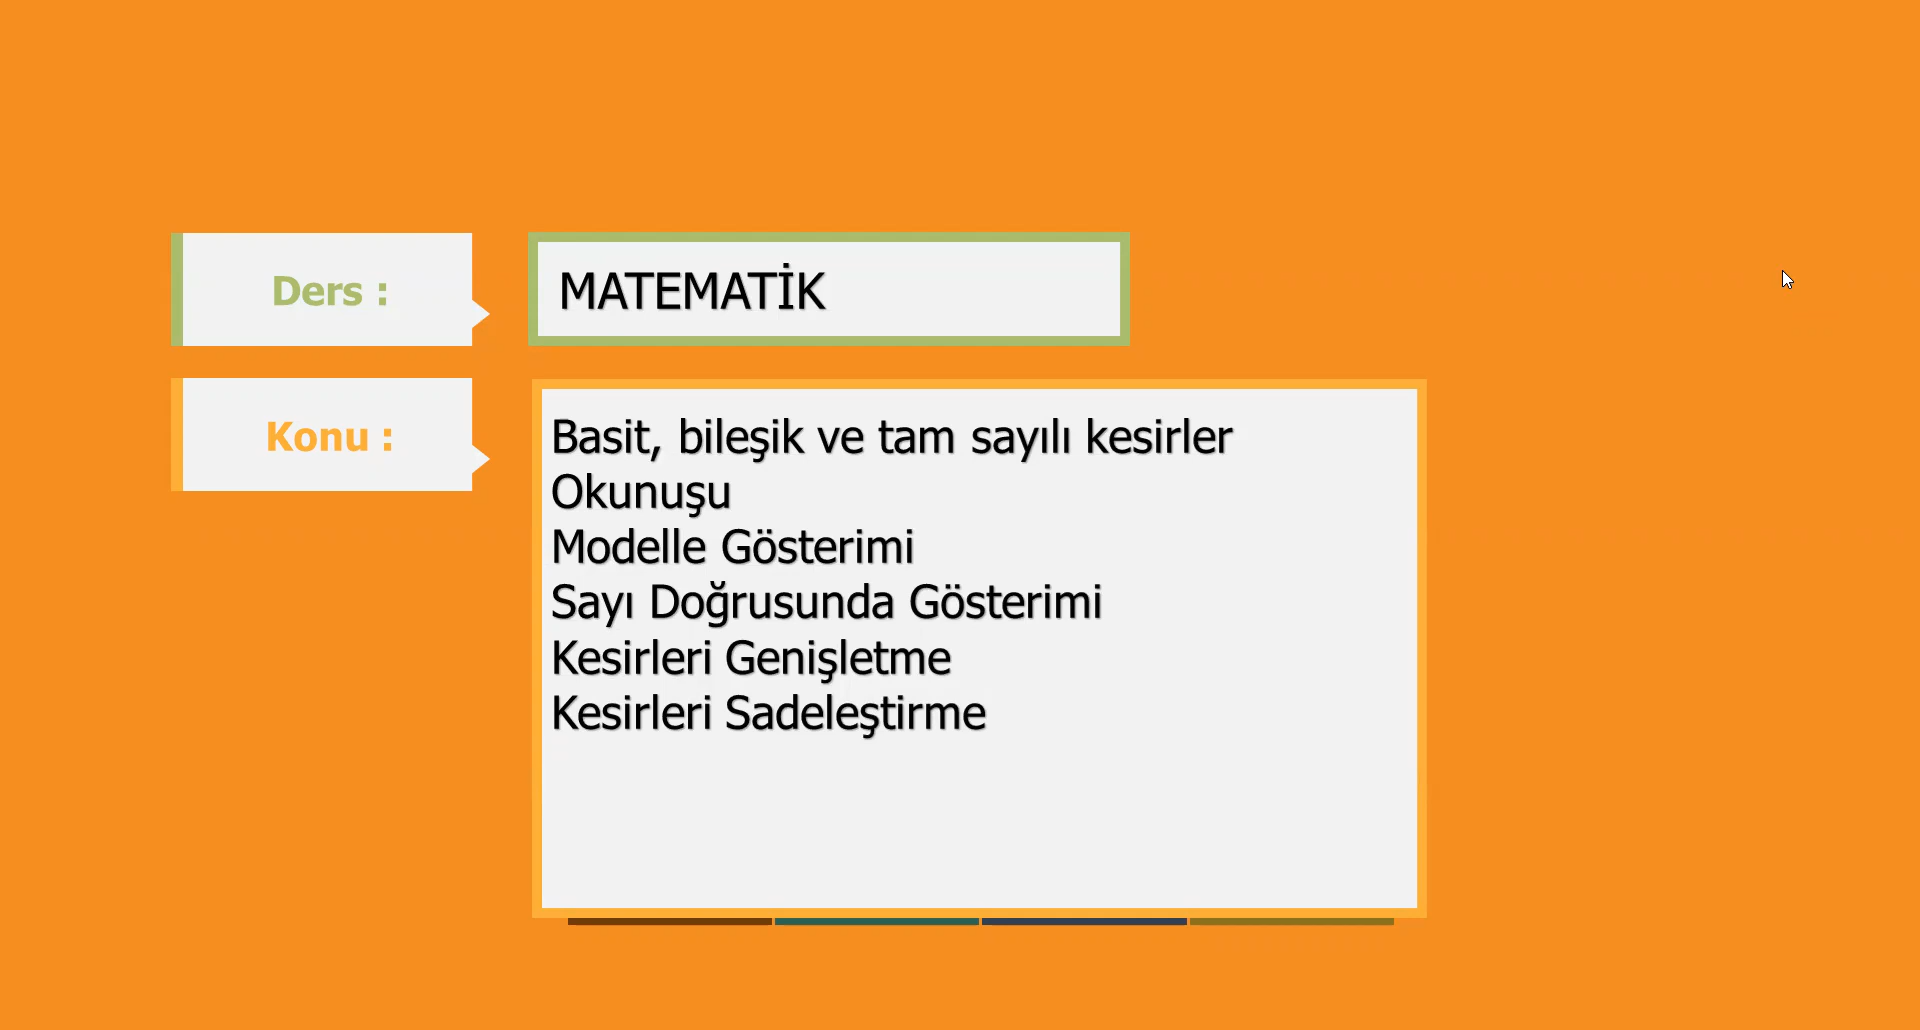 Ders :
MATEMATİK
Konu :
Basit, bileşik ve tam sayılı kesirler
Okunuşu
Modelle Gösterimi
Sayı Doğrusunda Gösterimi
Kesirleri Genişletme
Kesirleri Sadeleştirme